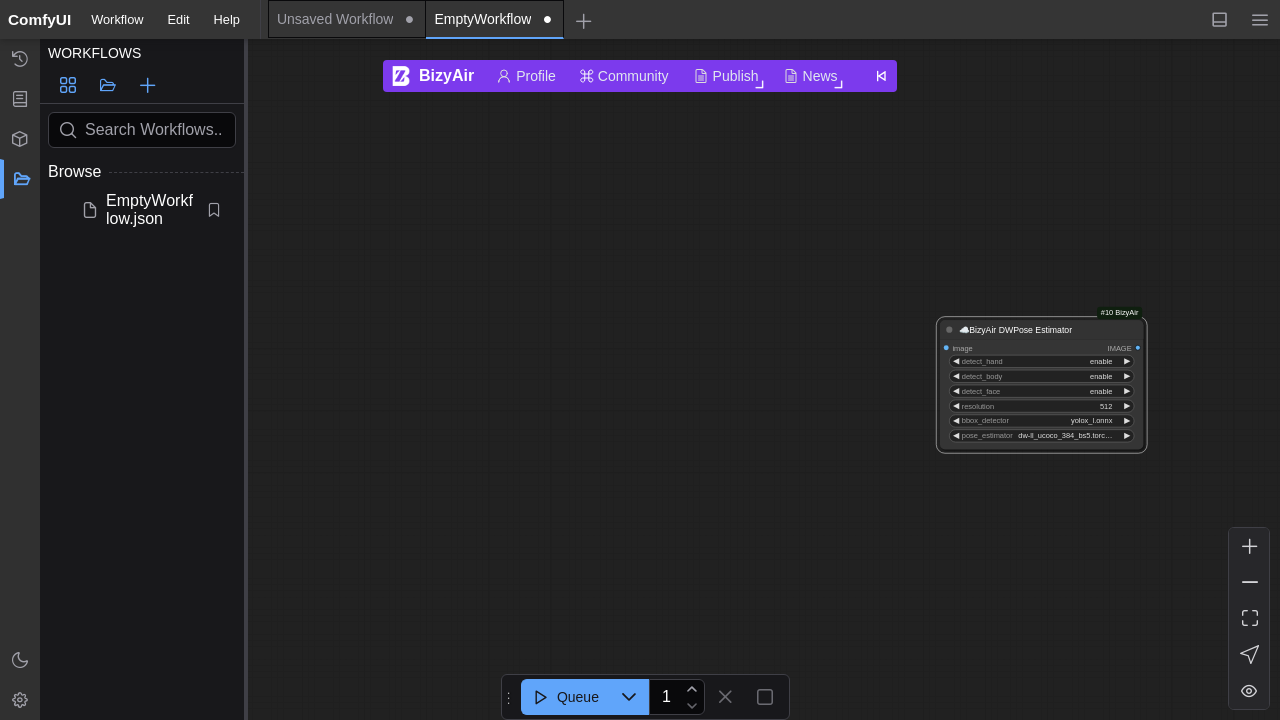 ComfyUI
Workflow
Edit
Help
Unsaved Workflow
EmptyWorkflow
WORKFLOWS
Search Workflows..
Browse
EmptyWorkf
low.json
BizyAir
Profile
Community
Publish
News
#10 BizyAir
BizyAir DWPose Estimator
image
IMAGE
detect_hand enable
detect_body enable
detect_face enable
resolution 512
bbox_detector yolox_l.onnx
pose_estimator dw-ll_ucoco_384_bs5.torc...
Queue
1